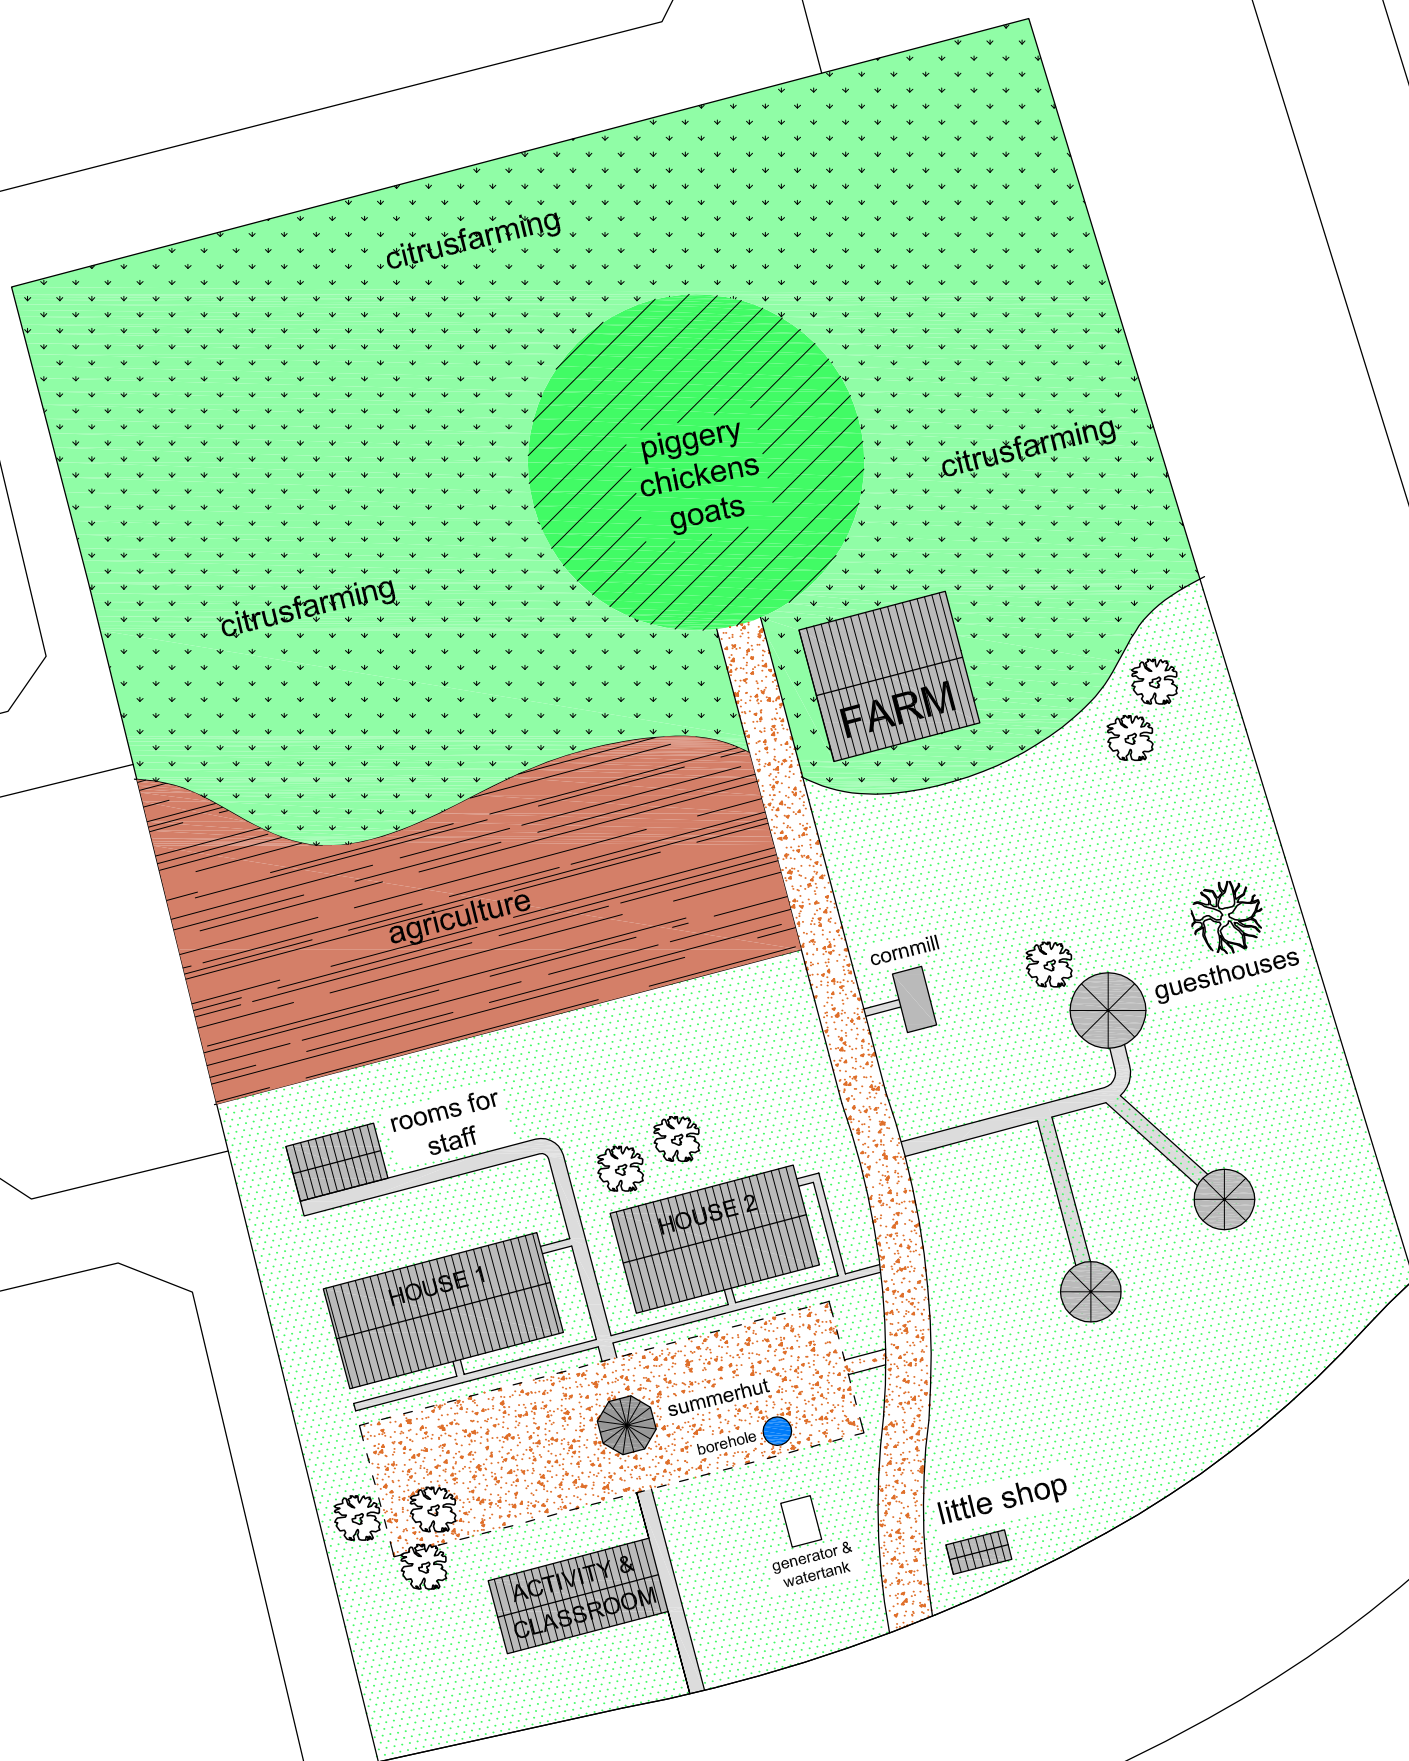 citrusfarming
piggery
chickens
goats
citrusfarming
citrusfarming
FARM
agriculture
cornmill
guesthouses
rooms for
staff
HOUSE 2
HOUSE 1
summerhut
borehole
little shop
generator &
watertank
ACTIVITY &
CLASSROOM